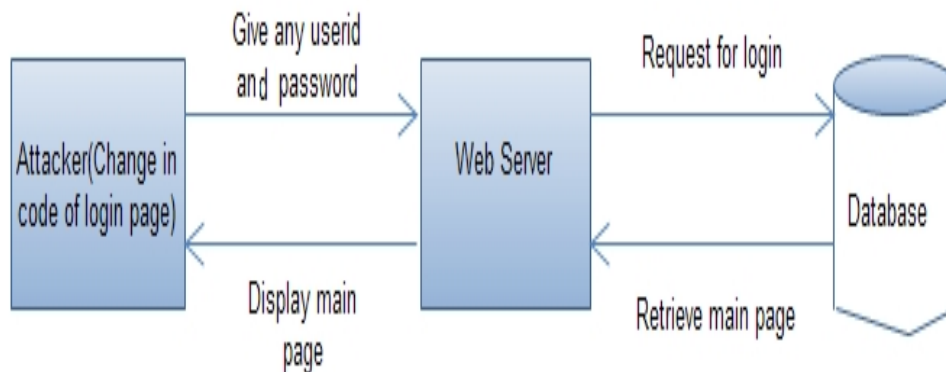 Give any userid
and password
Request for login
Attacker(Change in
code of login page)
Web Server
Database
Display main
page
Retrieve main page